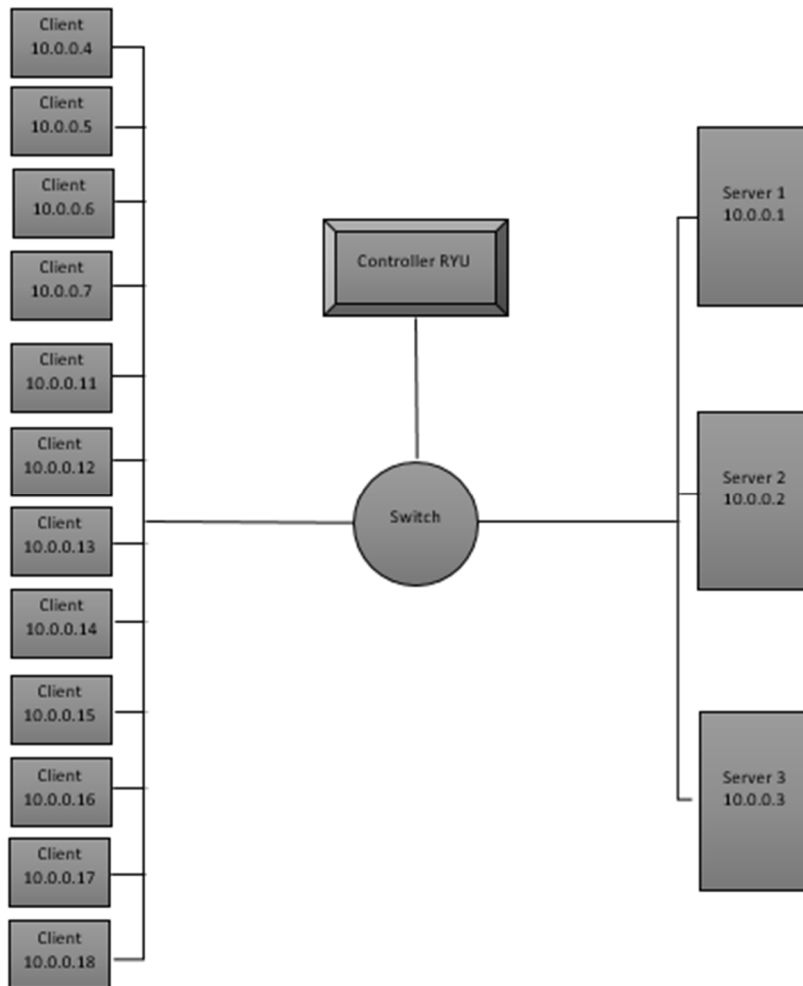 Client
10.0.0.4
Client
10.0.0.5
Client
10.0.0.6
Client
10.0.0.7
Client
10.0.0.11
Client
10.0.0.12
Client
10.0.0.13
Client
10.0.0.14
Client
10.0.0.15
Client
10.0.0.16
Client
10.0.0.17
Client
10.0.0.18
Controller RYU
Switch
Server 1
10.0.0.1
Server 2
10.0.0.2
Server 3
10.0.0.3